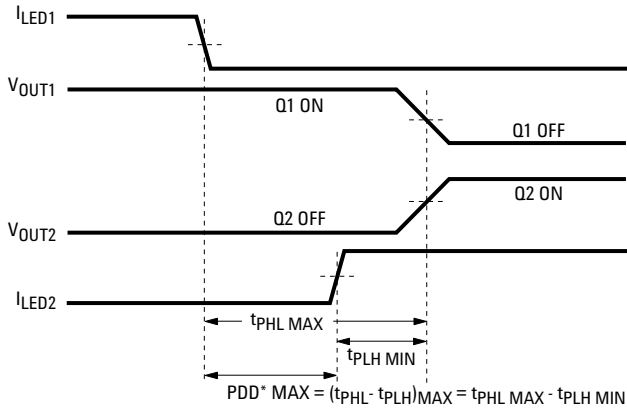 ILED1
VOUT1
Q1 ON
Q1 OFF
Q2 ON
Q2 OFF
VOUT2
ILED2
tPHL MAX
tPLH MIN
PDD* MAX = (tPHL- tPLH)MAX = tPHL MAX - tPLH MIN